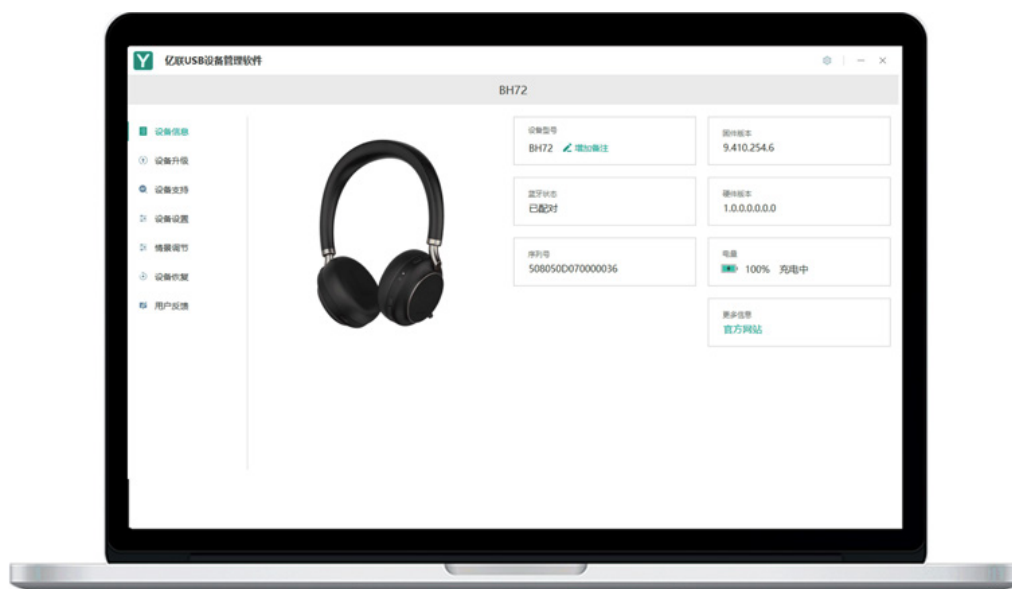 Y 亿联USB设备管理软件
BH72
设备信息
设备升级
设备支持
设备设置
情景调节
设备恢复
用户反馈
设备型号
BH72 增加备注
固件版本
9.410.254.6
蓝牙状态
已配对
硬件版本
1.0.0.0.0.0.0
序列号
508050D070000036
电量
100% 充电中
更多信息
官方网站